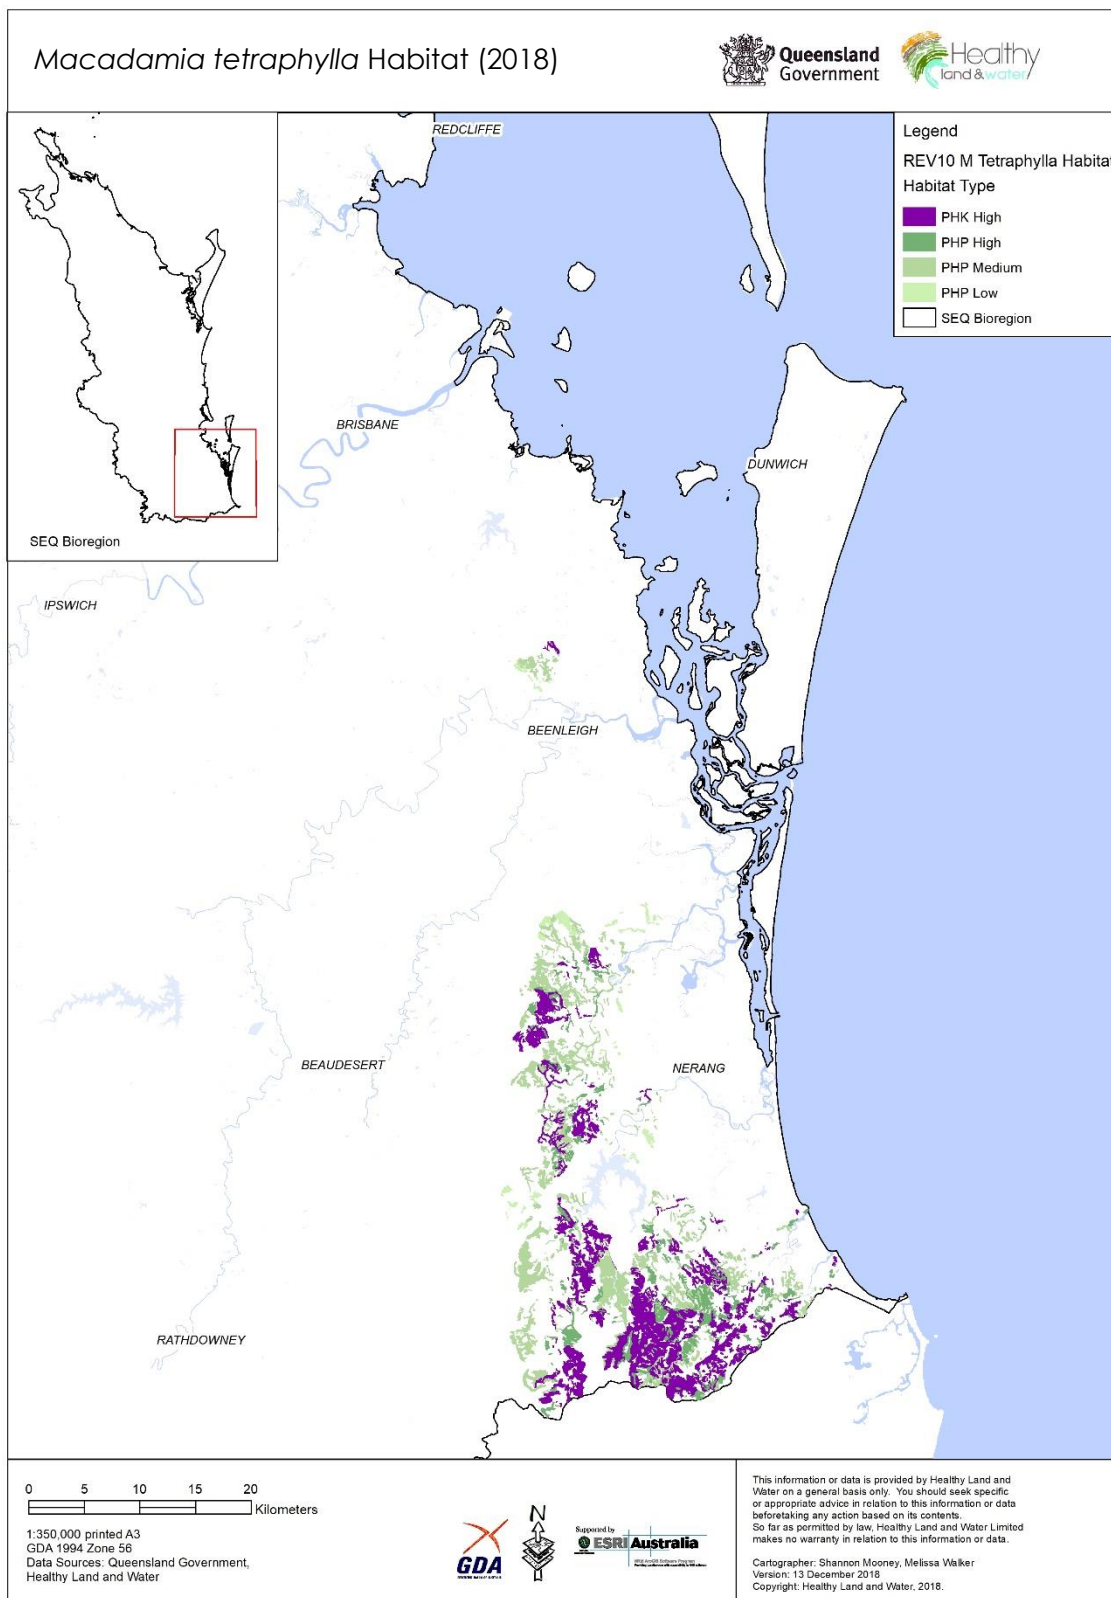 Macadamia tetraphylla Habitat (2018)
Queensland
Government
Healthy
land & water
REDCLIFFE
Legend
REV10 M Tetraphylla Habitat
Habitat Type
PHK High
PHP High
PHP Medium
PHP Low
SEQ Bioregion
BRISBANE
DUNWICH
SEQ Bioregion
IPSWICH
BEENLEIGH
BEAUDESERT
NERANG
RATHDOWNEY
0 5 10 15 20
Kilometers
1:350,000 printed A3
GDA 1994 Zone 56
Data Sources: Queensland Government,
Healthy Land and Water
GDA
N
Supported by
ESRI Australia
This information or data is provided by Healthy Land and
Water on a general basis only. You should seek specific
or appropriate advice in relation to this information or data
beforetaking any action based on its contents.
So far as permitted by law, Healthy Land and Water Limited
makes no warranty in relation to this information or data.
Cartographer: Shannon Mooney, Melissa Walker
Version: 13 December 2018
Copyright: Healthy Land and Water, 2018.